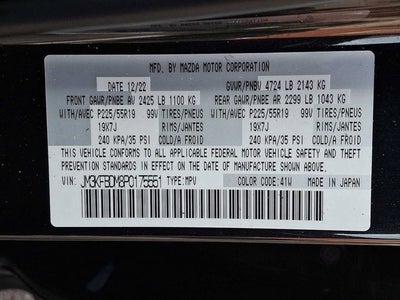 MFD. BY MAZDA MOTOR CORPORATION
DATE 12/22 GVWR/PNBV 4724 LB 2143 KG
FRONT GAWR/PNBE AV 2425 LB 1100 KG REAR GAWR/PNBE AR 2299 LB 1043 KG
WITH/AVEC P225/55R19 99V TIRES/PNEUS WITH/AVEC P225/55R19 99V TIRES/PNEUS
19X7J RIMS/JANTES 19X7J RIMS/JANTES
240 KPA/35 PSI COLD/A FROID 240 KPA/35 PSI COLD/A FROID
THIS VEHICLE CONFORMS TO ALL APPLICABLE FEDERAL MOTOR VEHICLE SAFETY AND THEFT
PREVENTION STANDARDS IN EFFECT ON THE DATE OF MANUFACTURE SHOWN ABOVE.
VIN: JM3KFBDM8P0175551 TYPE:MPV COLOR CODE:41W MADE IN JAPAN